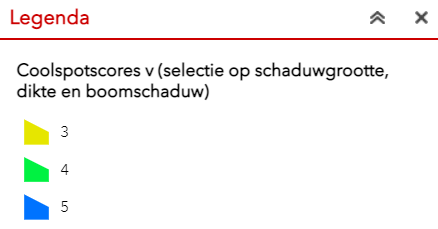 Legenda
Coolspotscores v (selectie op schaduwgrootte,
dikte en boomschaduw)
3
4
5